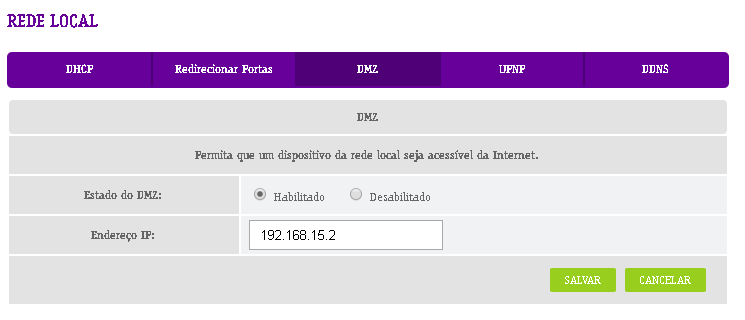 REDE LOCAL
DHCP Redirecionar Portas DMZ UPNP DDNS
DMZ
Permita que um dispositivo da rede local seja acessível da Internet.
Estado do DMZ: Habilitado Desabilitado
Endereço IP: 192.168.15.2
SALVAR CANCELAR